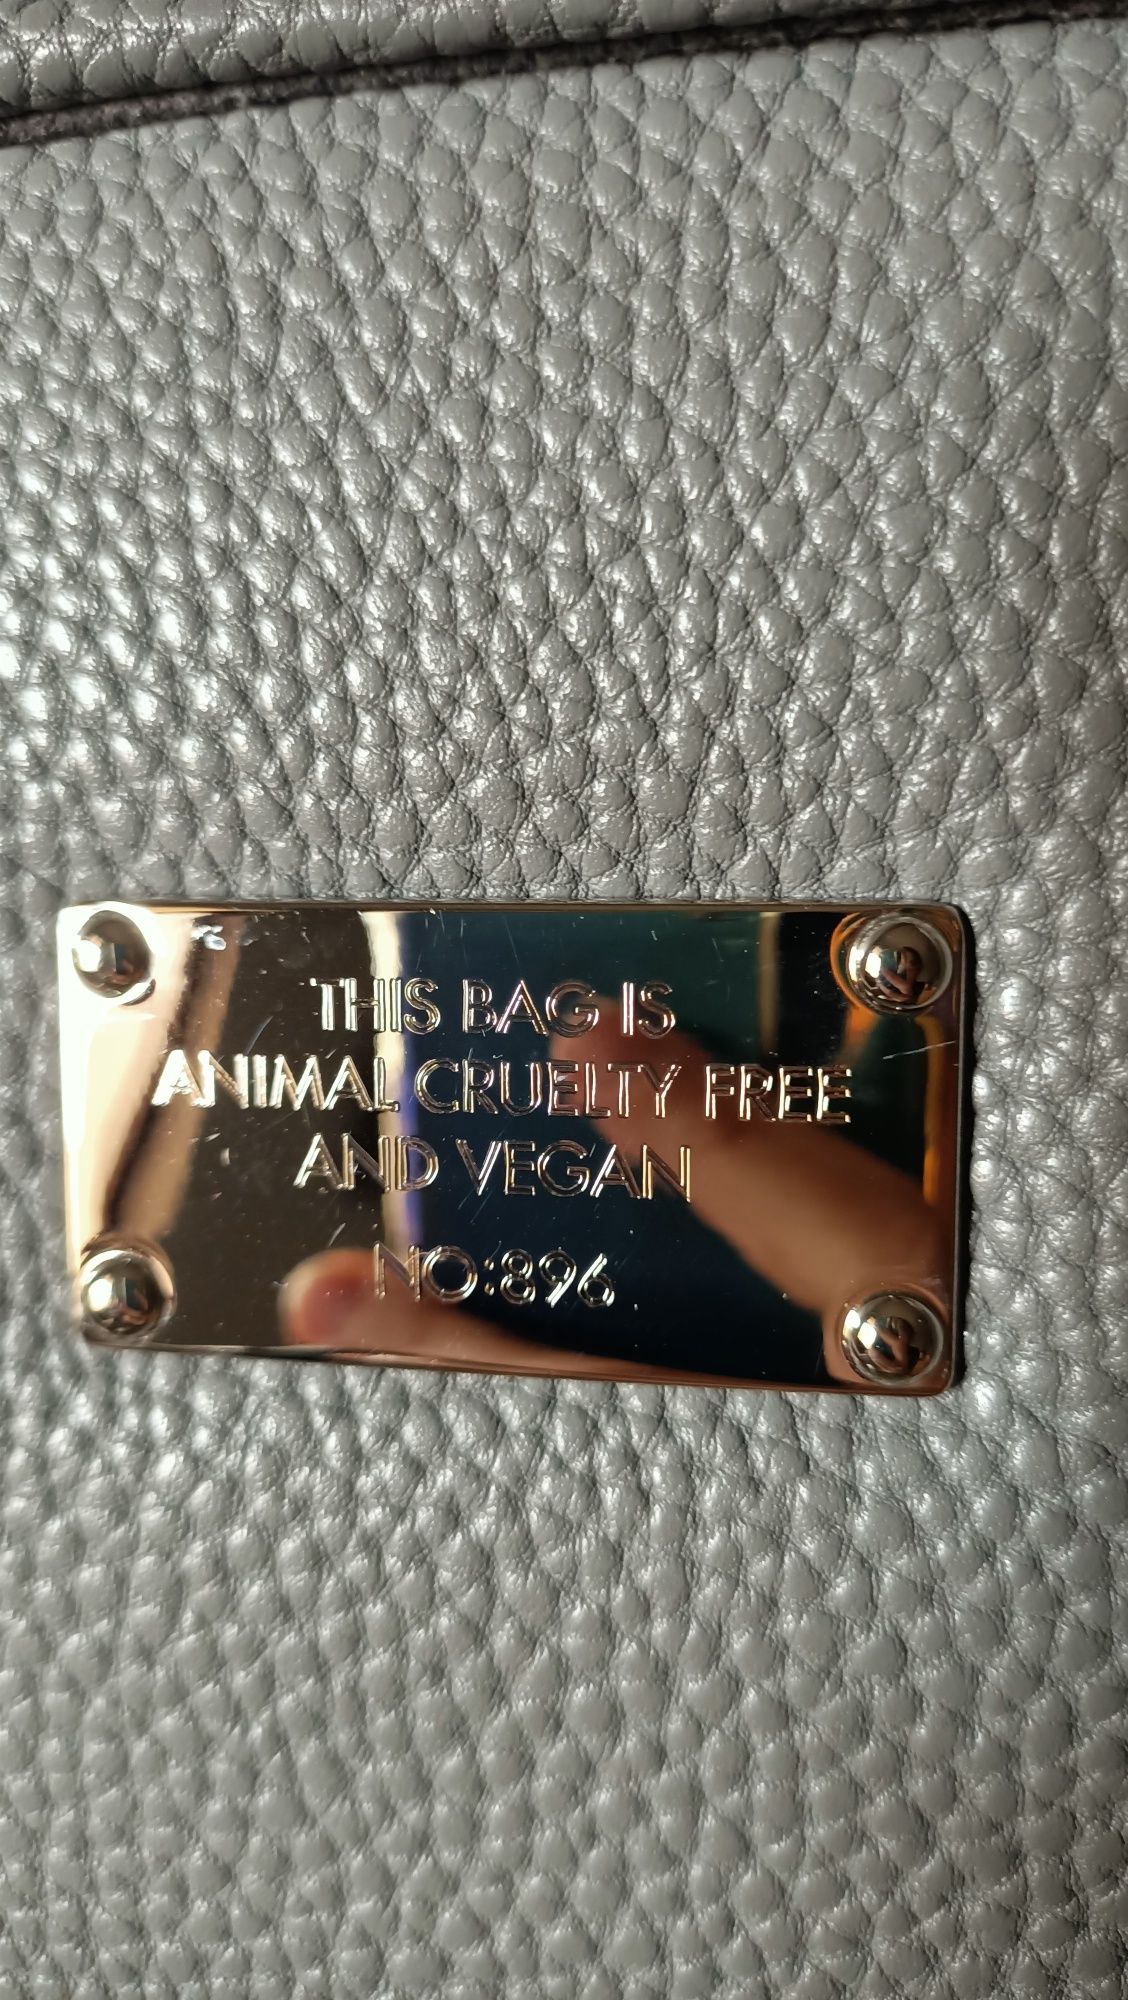 THIS BAG IS
ANIMAL CRUELTY FREE
AND VEGAN
NO:896